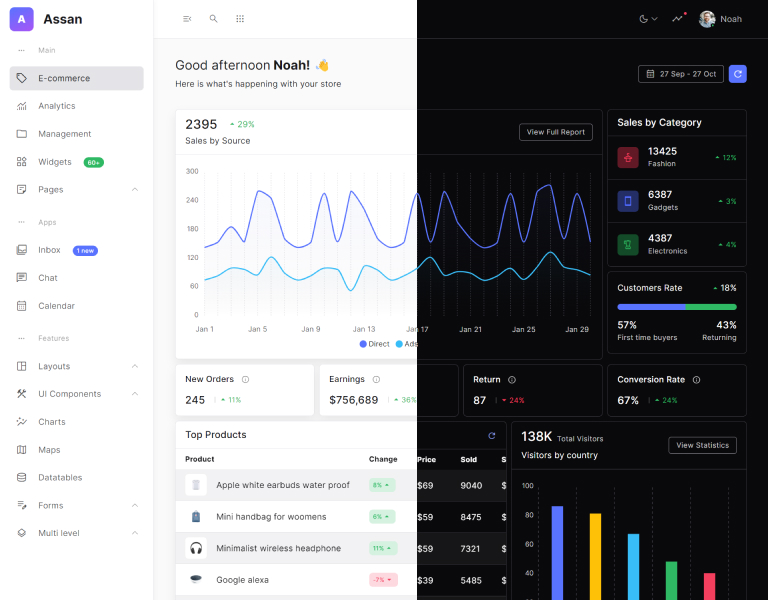 A Assan
Main
E-commerce
Analytics
Management
Widgets 60+
Pages
Apps
Inbox 1 new
Chat
Calendar
Features
Layouts
UI Components
Charts
Maps
Datatables
Forms
Multi level
Noah
Good afternoon Noah! 👋
Here is what's happening with your store
27 Sep - 27 Oct
2395 29%
Sales by Source
View Full Report
300
240
180
120
60
0
Jan 1 Jan 5 Jan 9 Jan 13 Jan 17 Jan 21 Jan 25 Jan 29
Direct Ads
Sales by Category
13425
Fashion
12%
6387
Gadgets
3%
4387
Electronics
4%
Customers Rate 18%
57% 43%
First time buyers Returning
New Orders
245 11%
Earnings
$756,689 36%
Return
87 24%
Conversion Rate
67% 24%
Top Products
Product Change Price Sold S
Apple white earbuds water proof 8% $69 9040 $
Mini handbag for woomens 6% $59 8475 $
Minimalist wireless headphone 11% $59 7321 $
Google alexa -7% $39 5485 $
138K Total Visitors
Visitors by country
View Statistics
100
80
60
40